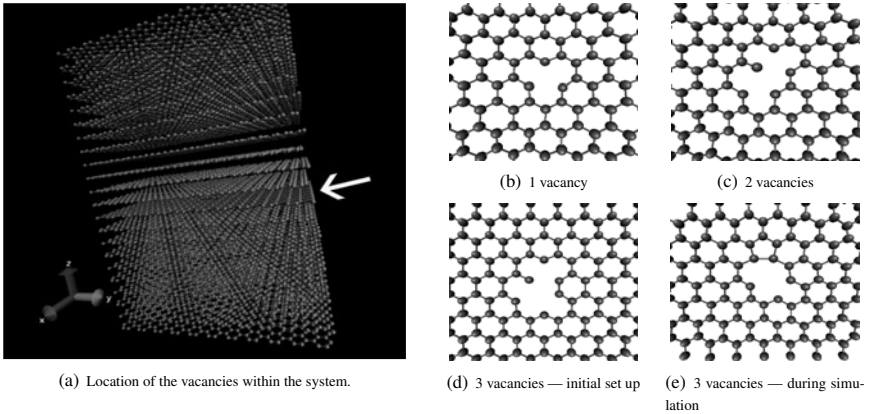 z
y
x
(a) Location of the vacancies within the system.
(b) 1 vacancy
(c) 2 vacancies
(d) 3 vacancies — initial set up
(e) 3 vacancies — during simu-
lation